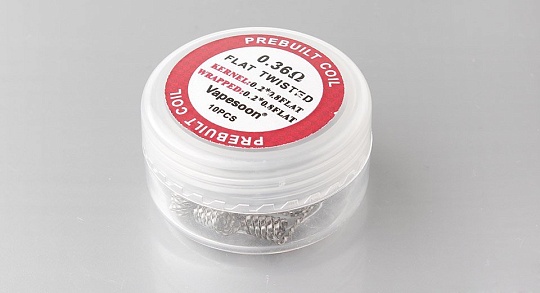 PREBUILT COIL
0.36Ω
FLAT TWISTED
KERNEL:0.2*0.8FLAT
WRAPPED:0.2*0.8FLAT
Vapesoon®
10PCS
PREBUILT COIL